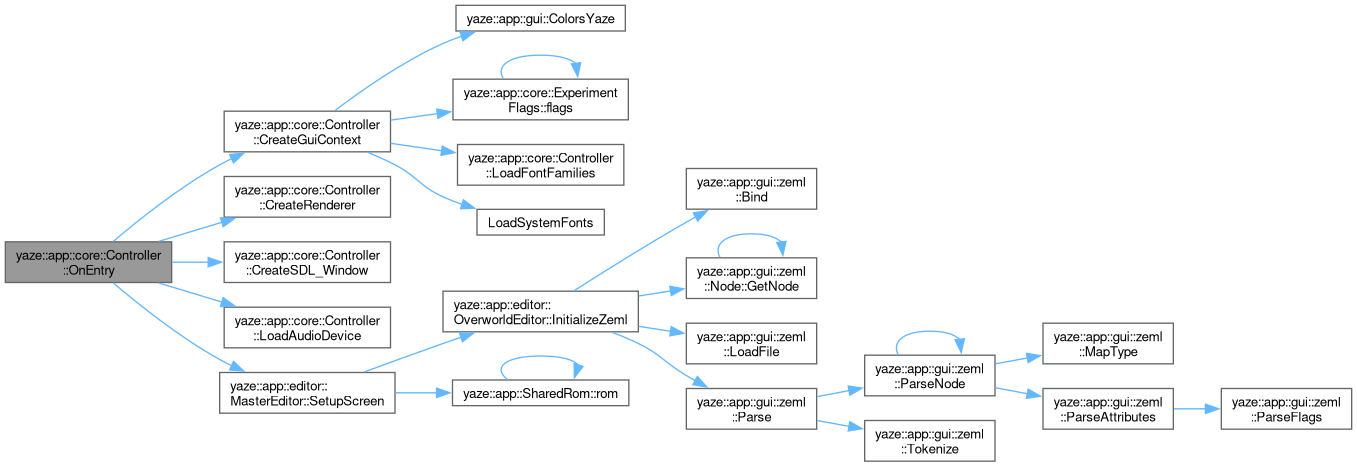 yaze::app::core::Controller
::OnEntry
yaze::app::core::Controller
::CreateGuiContext
yaze::app::gui::ColorsYaze
yaze::app::core::Experiment
Flags::flags
yaze::app::core::Controller
::LoadFontFamilies
LoadSystemFonts
yaze::app::core::Controller
::CreateRenderer
yaze::app::core::Controller
::CreateSDL_Window
yaze::app::core::Controller
::LoadAudioDevice
yaze::app::editor::
MasterEditor::SetupScreen
yaze::app::editor::
OverworldEditor::InitializeZeml
yaze::app::SharedRom::rom
yaze::app::gui::zeml
::Bind
yaze::app::gui::zeml
::Node::GetNode
yaze::app::gui::zeml
::LoadFile
yaze::app::gui::zeml
::Parse
yaze::app::gui::zeml
::ParseNode
yaze::app::gui::zeml
::Tokenize
yaze::app::gui::zeml
::MapType
yaze::app::gui::zeml
::ParseAttributes
yaze::app::gui::zeml
::ParseFlags